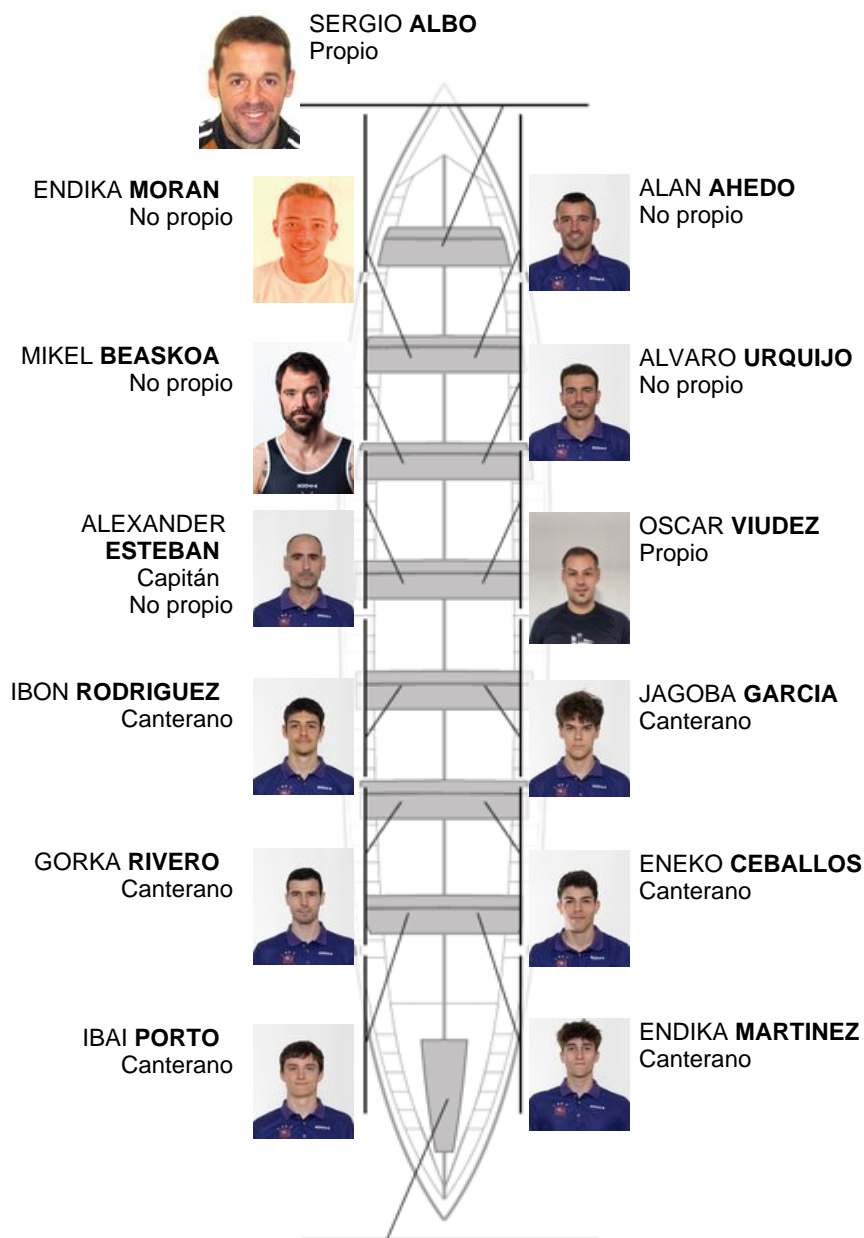 SERGIO ALBO
Propio
ENDIKA MORAN
No propio
ALAN AHEDO
No propio
MIKEL BEASKOA
No propio
ALVARO URQUIJO
No propio
ALEXANDER
ESTEBAN
Capitán
No propio
OSCAR VIUDEZ
Propio
IBON RODRIGUEZ
Canterano
JAGOBA GARCIA
Canterano
GORKA RIVERO
Canterano
ENEKO CEBALLOS
Canterano
IBAI PORTO
Canterano
ENDIKA MARTINEZ
Canterano